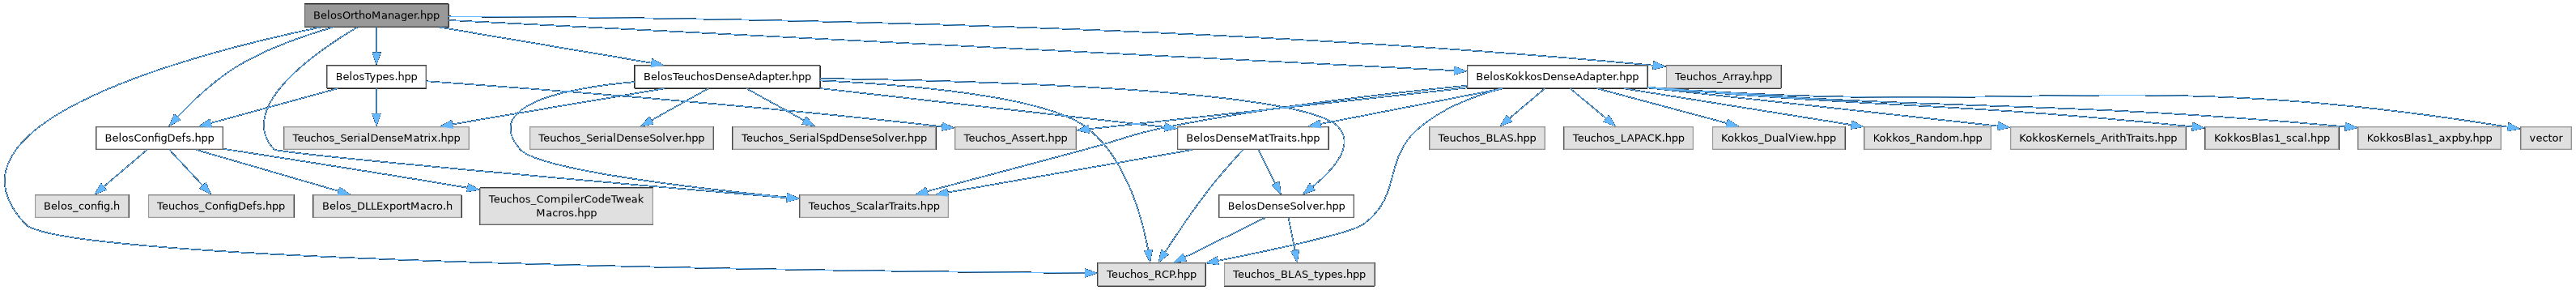 BelosOrthoManager.hpp
BelosTypes.hpp
BelosTeuchosDenseAdapter.hpp
BelosKokkosDenseAdapter.hpp
Teuchos_Array.hpp
BelosConfigDefs.hpp
Teuchos_SerialDenseMatrix.hpp
Teuchos_SerialDenseSolver.hpp
Teuchos_SerialSpdDenseSolver.hpp
Teuchos_Assert.hpp
BelosDenseMatTraits.hpp
Teuchos_BLAS.hpp
Teuchos_LAPACK.hpp
Kokkos_DualView.hpp
Kokkos_Random.hpp
KokkosKernels_ArithTraits.hpp
KokkosBlas1_scal.hpp
KokkosBlas1_axpby.hpp
vector
Belos_config.h
Teuchos_ConfigDefs.hpp
Belos_DLLExportMacro.h
Teuchos_CompilerCodeTweak
Macros.hpp
Teuchos_ScalarTraits.hpp
BelosDenseSolver.hpp
Teuchos_RCP.hpp
Teuchos_BLAS_types.hpp